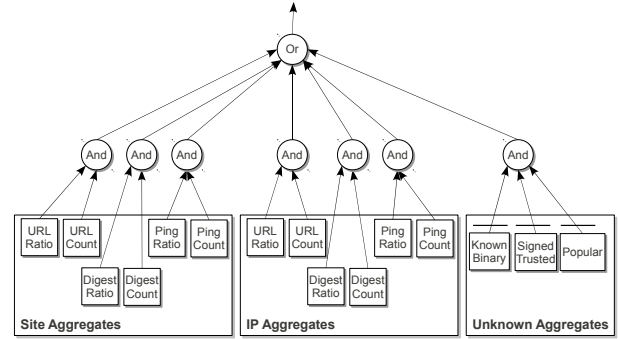 Or
And And And And And And And
URL Ratio URL Count Ping Ratio Ping Count URL Ratio URL Count Ping Ratio Ping Count Known Binary Signed Trusted Popular
Digest Ratio Digest Count Digest Ratio Digest Count
Site Aggregates IP Aggregates Unknown Aggregates